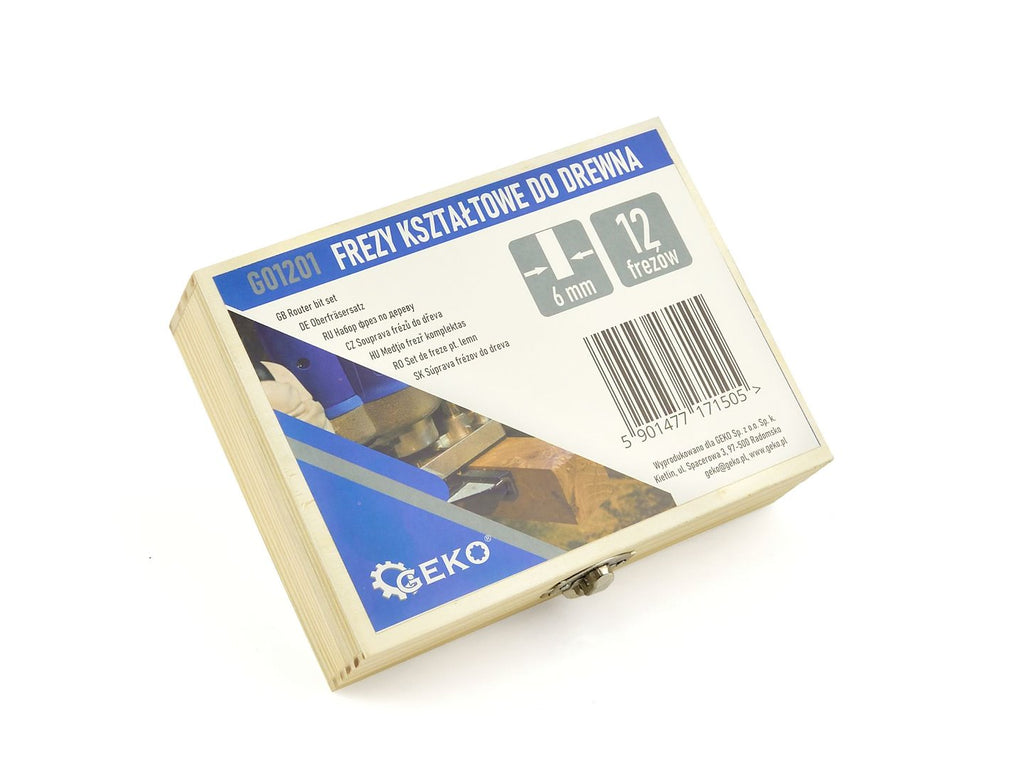 G01201 FREZY KSZTAŁTOWE DO DREWNA
GB Router bit set
DE Oberfräsersatz
RU Набор фрез по дереву
CZ Souprava frézů do dřeva
HU Medtjo frezř komplektas
RO Set de freze pt. lemn
SK Súprava frézov do dreva
6 mm
12
frezów
5 901477 171505 >
Wyprodukowano dla GEKO Sp. z o.o. Sp. k.
Kietlin, ul. Spacerowa 3, 97-500 Radomsko
geko@geko.pl, www.geko.pl
GEKO®